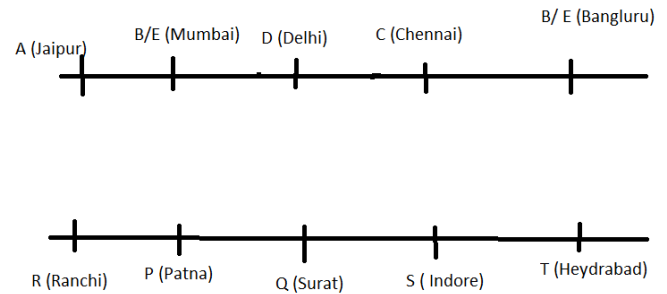 A (Jaipur)
B/E (Mumbai)
D (Delhi)
C (Chennai)
B/ E (Bangluru)
R (Ranchi)
P (Patna)
Q (Surat)
S ( Indore)
T (Heydrabad)